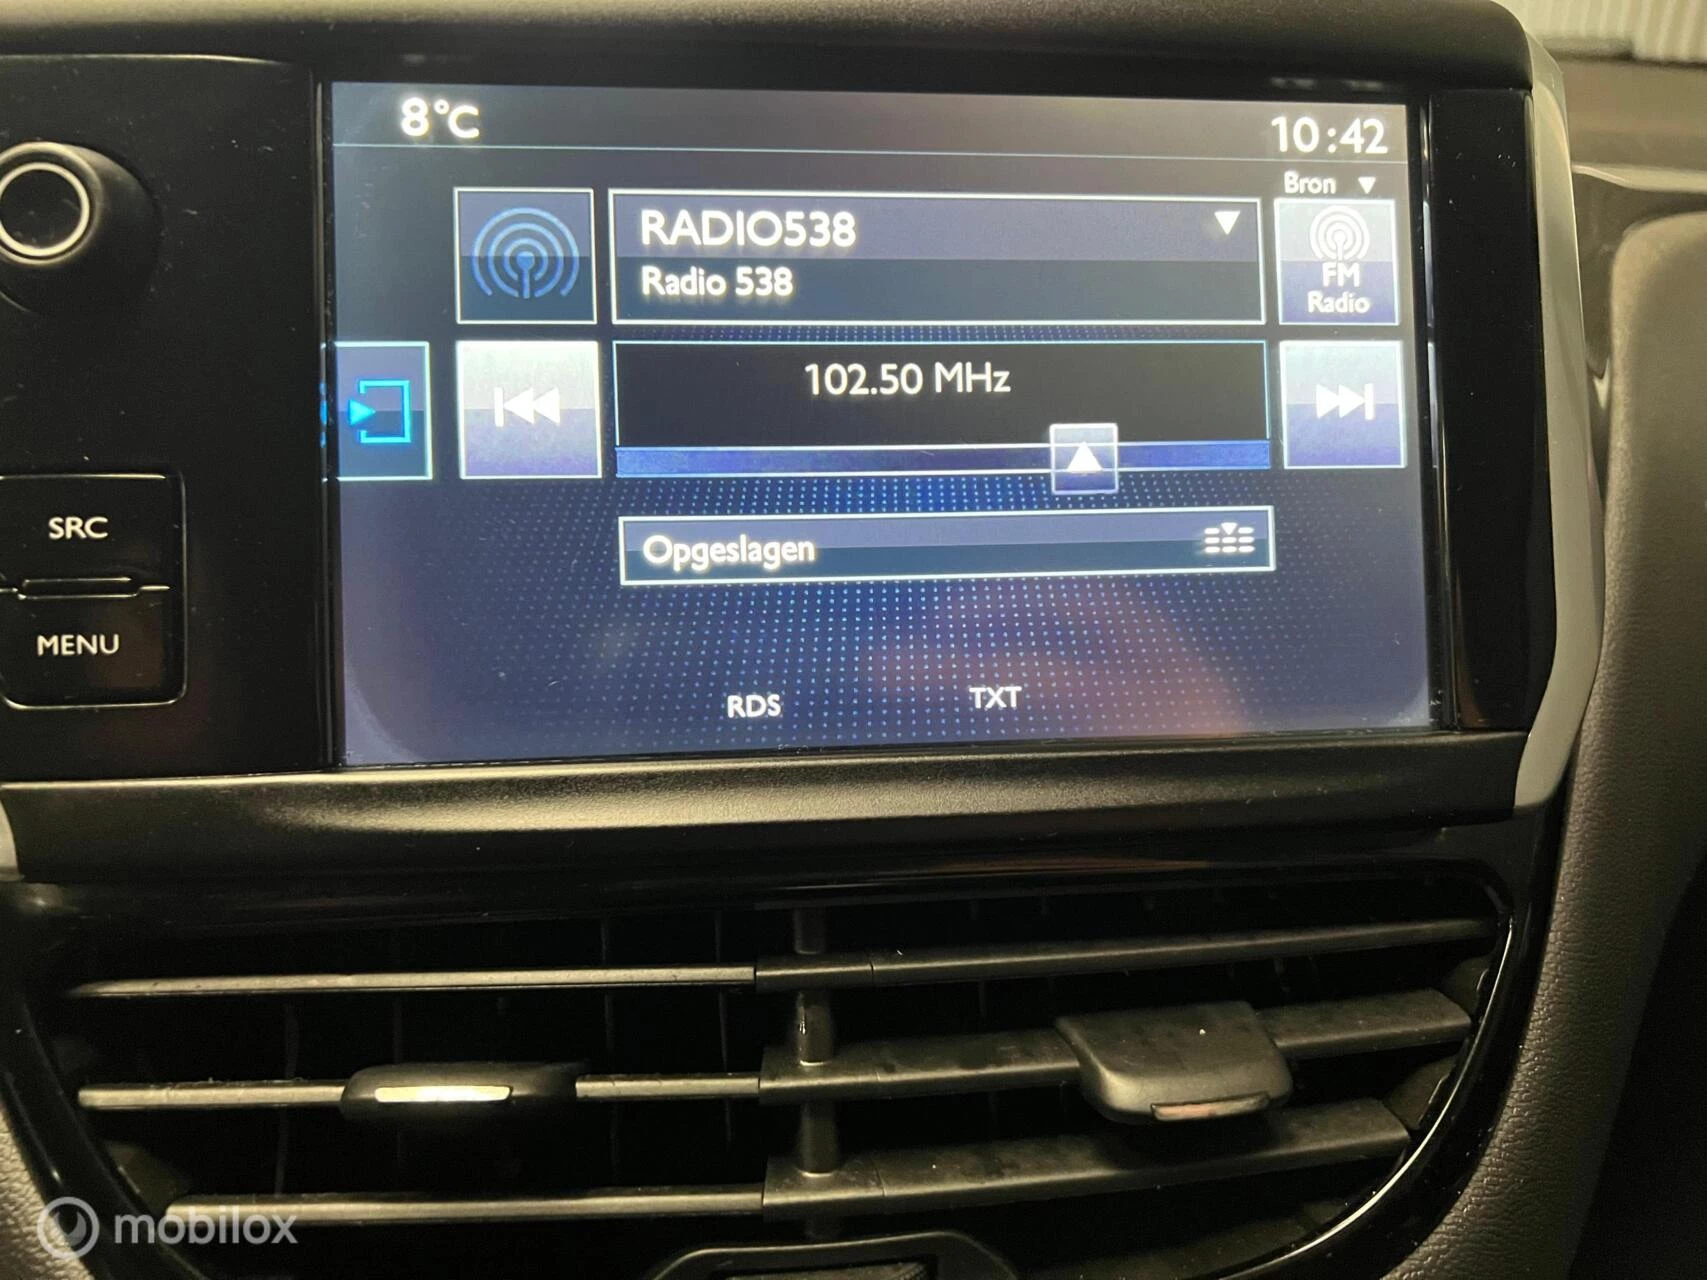 8°C
10:42
Bron
RADIO538
Radio 538
FM
Radio
102.50 MHz
SRC
Opgeslagen
MENU
RDS
TXT
mobilox